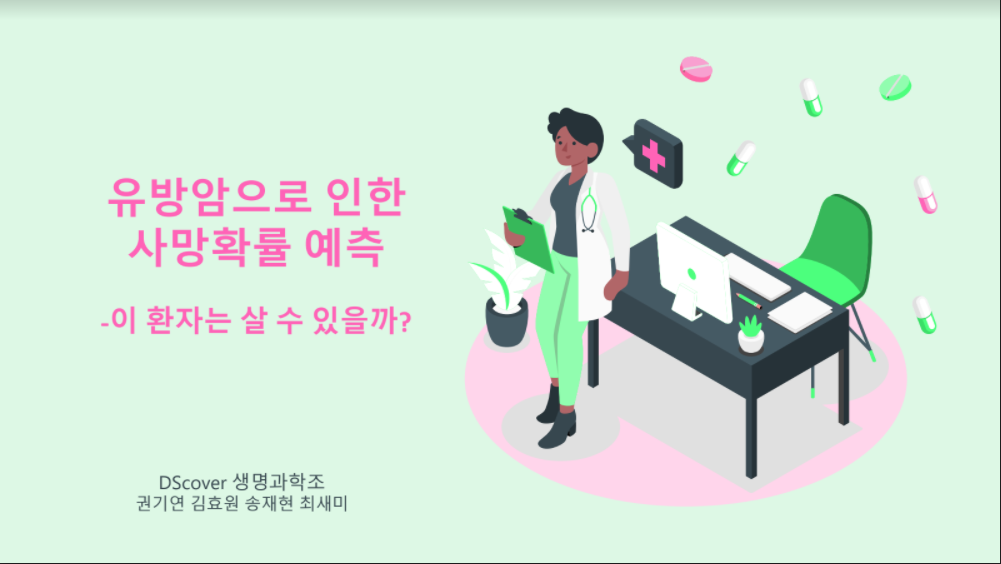 유방암으로 인한
사망확률 예측
-이 환자는 살 수 있을까?
DScover 생명과학조
권기연 김효원 송재현 최새미